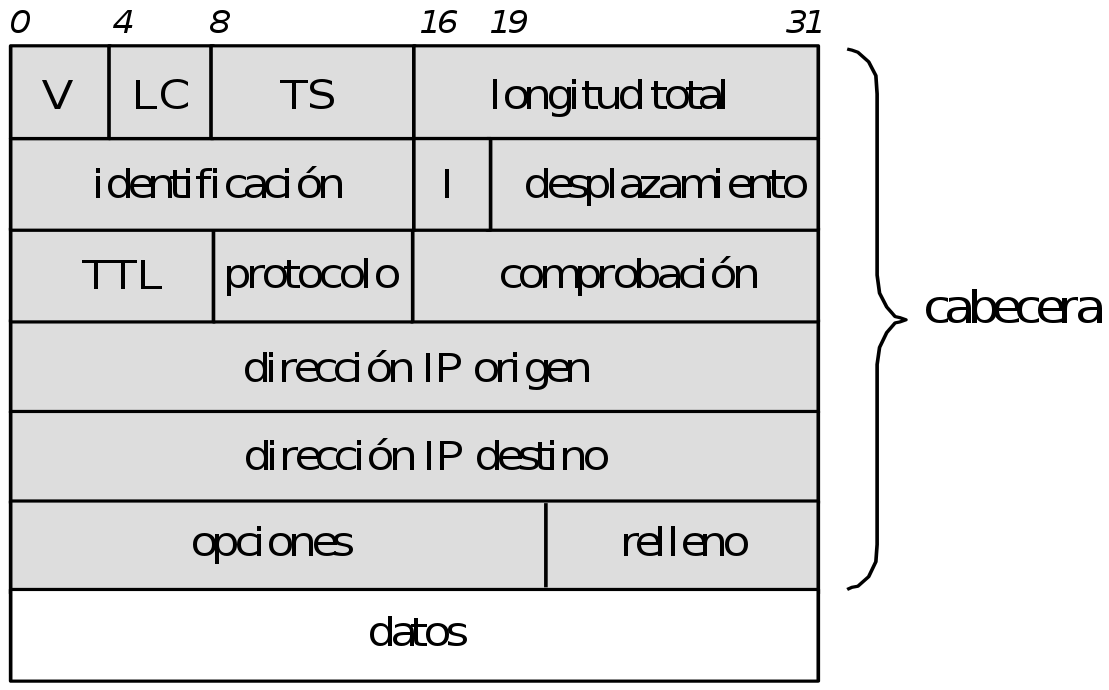 0 4 8 16 19 31
V LC TS longitud total
identificación I desplazamiento
TTL protocolo comprobación
cabecera
dirección IP origen
dirección IP destino
opciones relleno
datos